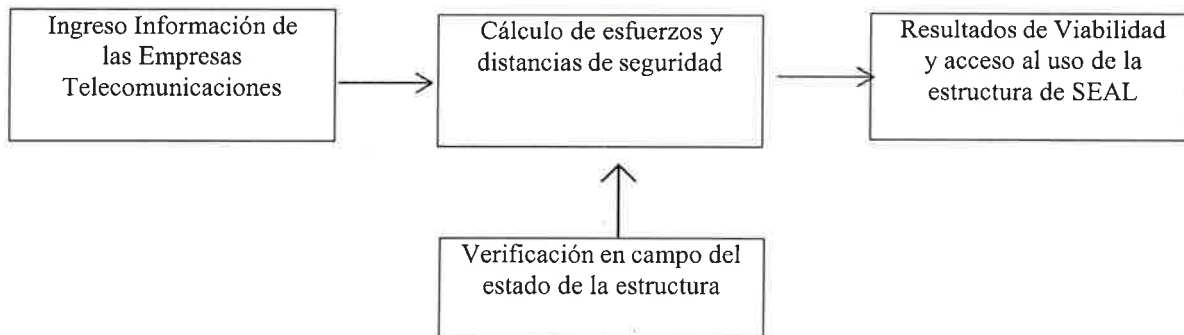 Ingreso Información de
las Empresas
Telecomunicaciones
Cálculo de esfuerzos y
distancias de seguridad
Resultados de Viabilidad
y acceso al uso de la
estructura de SEAL
Verificación en campo del
estado de la estructura